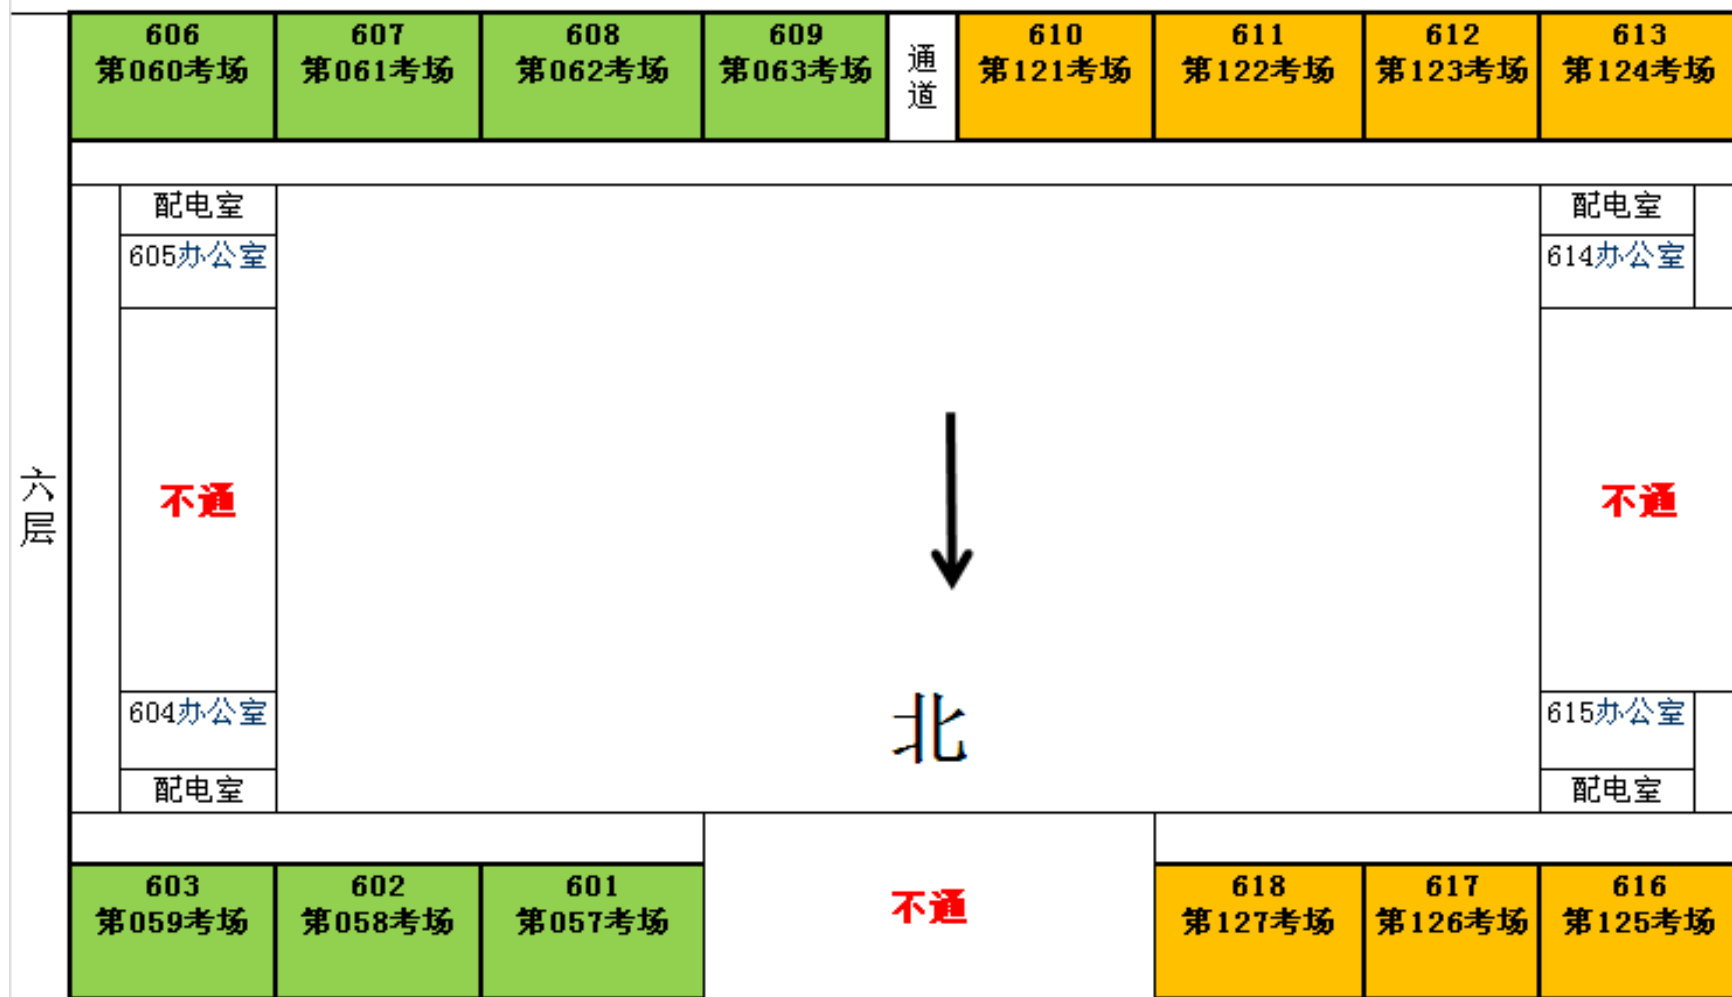 606
第060考场
607
第061考场
608
第062考场
609
第063考场
通
道
610
第121考场
611
第122考场
612
第123考场
613
第124考场
配电室
配电室
605办公室
614办公室
六
层
不通
不通
604办公室
北
615办公室
配电室
配电室
603
第059考场
602
第058考场
601
第057考场
不通
618
第127考场
617
第126考场
616
第125考场